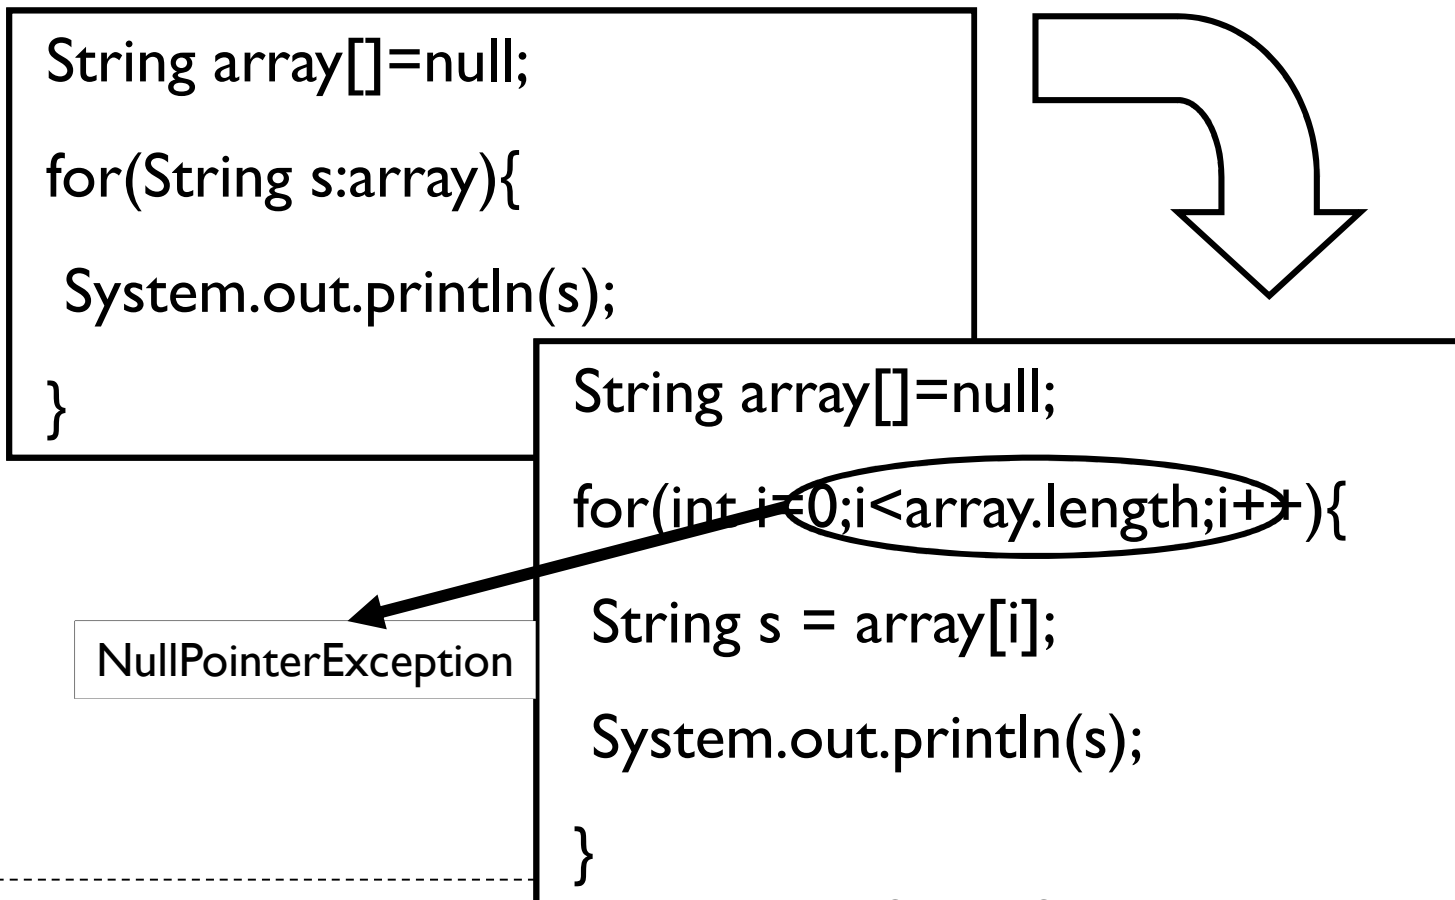 String array[]=null;
for(String s:array){
System.out.println(s);
}
String array[]=null;
for(int i=0;i<array.length;i++){
String s = array[i];
System.out.println(s);
}
NullPointerException